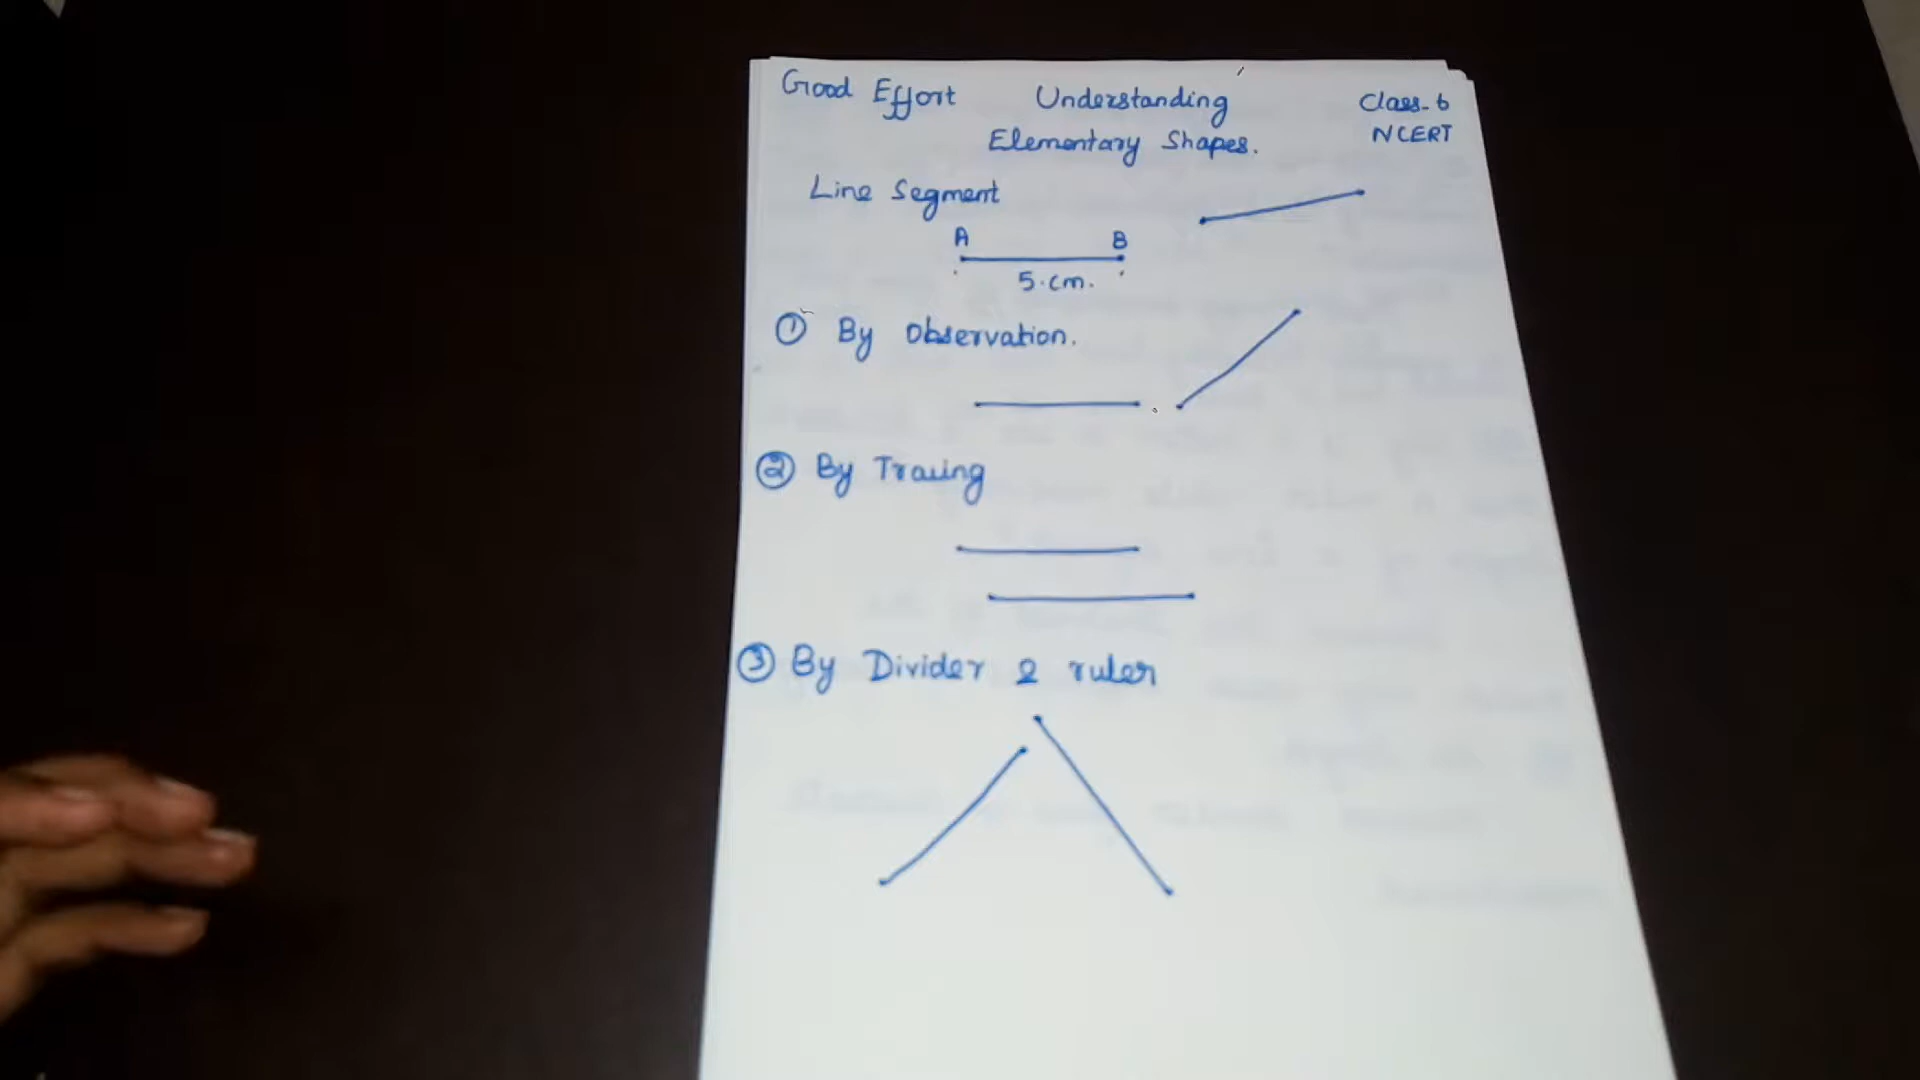 Good Effort
Understanding
Elementary Shapes.
Class-6
NCERT
Line Segment
A B
5.cm.
① By Observation.
② By Tracing
③ By Divider & ruler